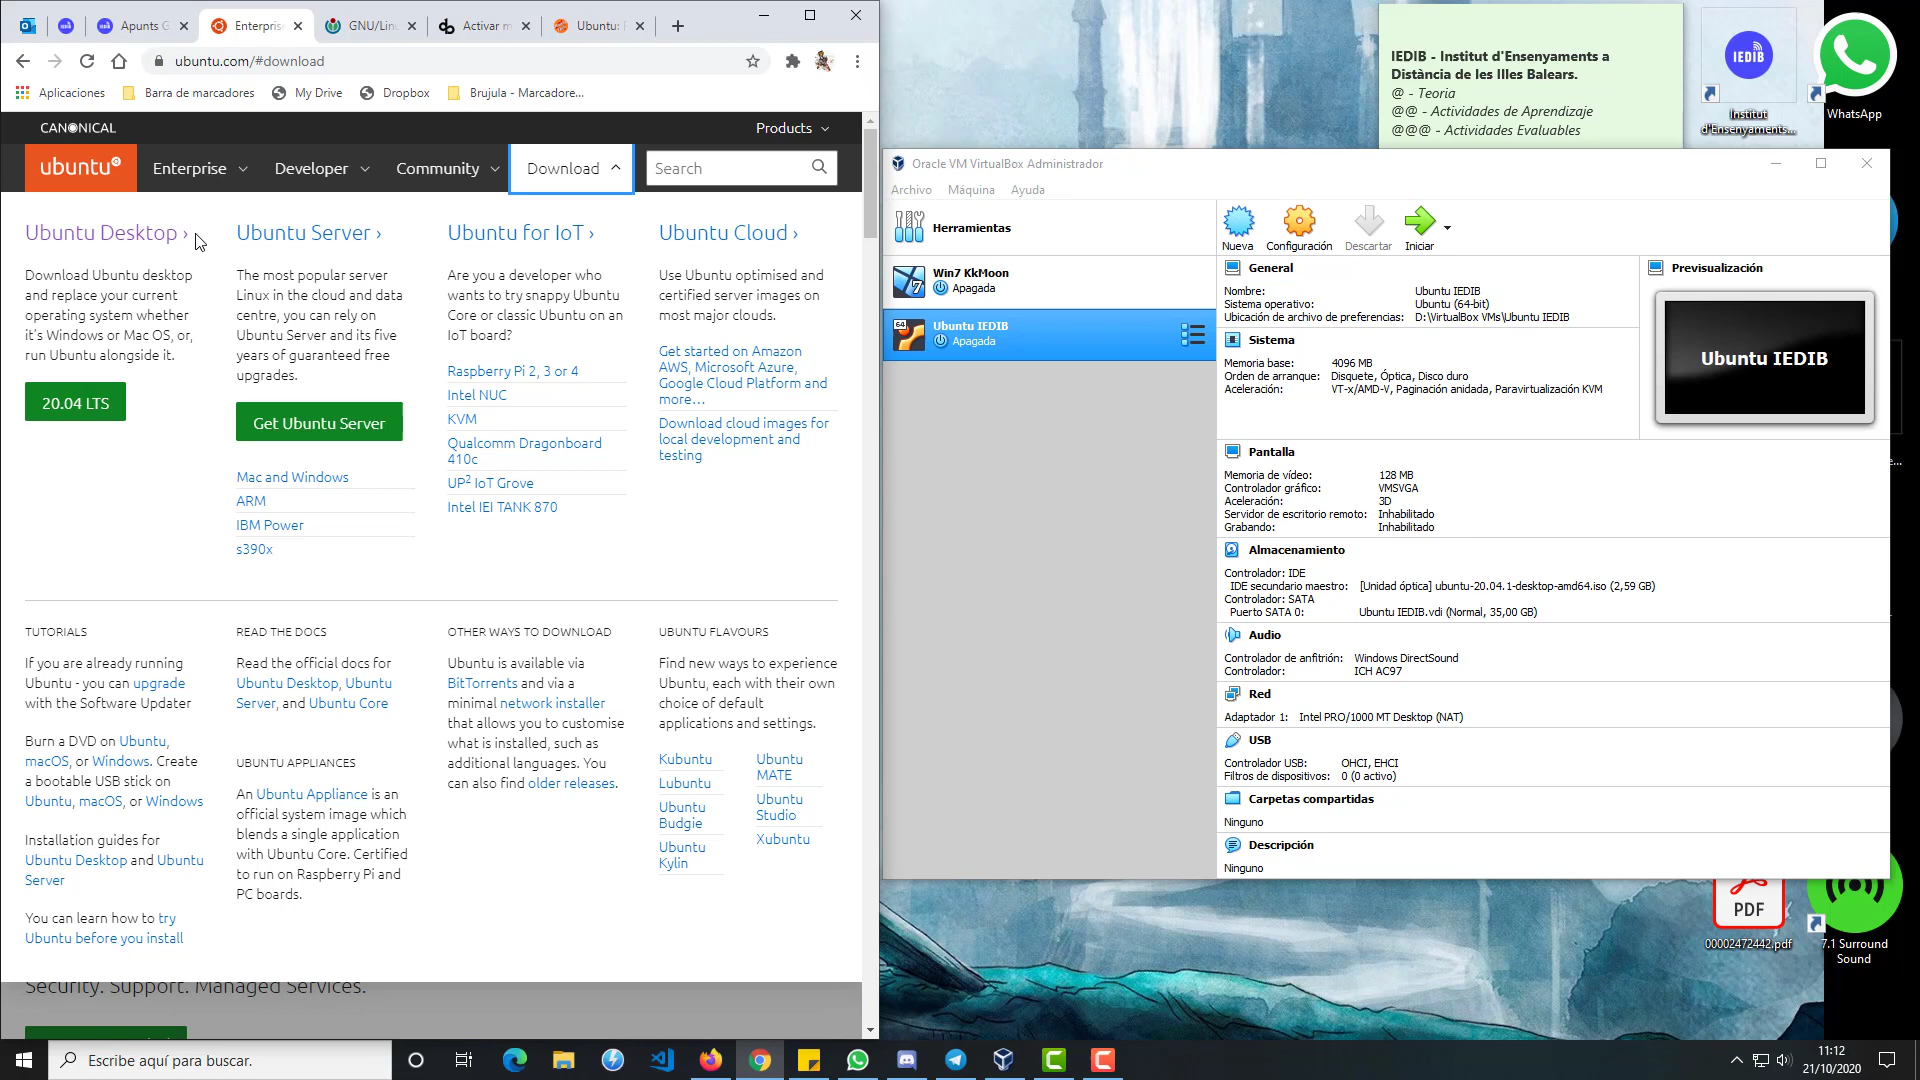 Apunts G
Enterpris
GNU/Linu
Activar m
Ubuntu: F
ubuntu.com/#download
Aplicaciones
Barra de marcadores
My Drive
Dropbox
Brujula - Marcadore...
CANONICAL
Products
ubuntu
Enterprise
Developer
Community
Download
Search
Ubuntu Desktop ›
Download Ubuntu desktop
and replace your current
operating system whether
it's Windows or Mac OS, or,
run Ubuntu alongside it.
20.04 LTS
Ubuntu Server ›
The most popular server
Linux in the cloud and data
centre, you can rely on
Ubuntu Server and its five
years of guaranteed free
upgrades.
Get Ubuntu Server
Mac and Windows
ARM
IBM Power
s390x
Ubuntu for IoT ›
Are you a developer who
wants to try snappy Ubuntu
Core or classic Ubuntu on an
IoT board?
Raspberry Pi 2, 3 or 4
Intel NUC
KVM
Qualcomm Dragonboard
410c
UP2 IoT Grove
Intel IEI TANK 870
Ubuntu Cloud ›
Use Ubuntu optimised and
certified server images on
most major clouds.
Get started on Amazon
AWS, Microsoft Azure,
Google Cloud Platform and
more...
Download cloud images for
local development and
testing
TUTORIALS
If you are already running
Ubuntu - you can upgrade
with the Software Updater
Burn a DVD on Ubuntu,
macOS, or Windows. Create
a bootable USB stick on
Ubuntu, macOS, or Windows
Installation guides for
Ubuntu Desktop and Ubuntu
Server
You can learn how to try
Ubuntu before you install
READ THE DOCS
Read the official docs for
Ubuntu Desktop, Ubuntu
Server, and Ubuntu Core
UBUNTU APPLIANCES
An Ubuntu Appliance is an
official system image which
blends a single application
with Ubuntu Core. Certified
to run on Raspberry Pi and
PC boards.
OTHER WAYS TO DOWNLOAD
Ubuntu is available via
BitTorrents and via a
minimal network installer
that allows you to customise
what is installed, such as
additional languages. You
can also find older releases.
UBUNTU FLAVOURS
Find new ways to experience
Ubuntu, each with their own
choice of default
applications and settings.
Kubuntu
Lubuntu
Ubuntu
Budgie
Ubuntu
Kylin
Ubuntu
MATE
Ubuntu
Studio
Xubuntu
Security. Support. Managed Services.
IEDIB - Institut d'Ensenyaments a
Distància de les Illes Balears.
@ - Teoria
@@ - Actividades de Aprendizaje
@@@ - Actividades Evaluables
IEDIB
Institut
d'Ensenyaments...
WhatsApp
Oracle VM VirtualBox Administrador
Archivo
Máquina
Ayuda
Herramientas
Nueva
Configuración
Descartar
Iniciar
7
Win7 KkMoon
Apagada
64
Ubuntu IEDIB
Apagada
General
Nombre: Ubuntu IEDIB
Sistema operativo: Ubuntu (64-bit)
Ubicación de archivo de preferencias: D:\VirtualBox VMs\Ubuntu IEDIB
Sistema
Memoria base: 4096 MB
Orden de arranque: Disquete, Óptica, Disco duro
Aceleración: VT-x/AMD-V, Paginación anidada, Paravirtualización KVM
Previsualización
Ubuntu IEDIB
Pantalla
Memoria de vídeo: 128 MB
Controlador gráfico: VMSVGA
Aceleración: 3D
Servidor de escritorio remoto: Inhabilitado
Grabando: Inhabilitado
Almacenamiento
Controlador: IDE
IDE secundario maestro: [Unidad óptica] ubuntu-20.04.1-desktop-amd64.iso (2,59 GB)
Controlador: SATA
Puerto SATA 0: Ubuntu IEDIB.vdi (Normal, 35,00 GB)
Audio
Controlador de anfitrión: Windows DirectSound
Controlador: ICH AC97
Red
Adaptador 1: Intel PRO/1000 MT Desktop (NAT)
USB
Controlador USB: OHCI, EHCI
Filtros de dispositivos: 0 (0 activo)
Carpetas compartidas
Ninguno
Descripción
Ninguno
e...
PDF
00002472442.pdf
7.1 Surround
Sound
Escribe aquí para buscar.
11:12
21/10/2020